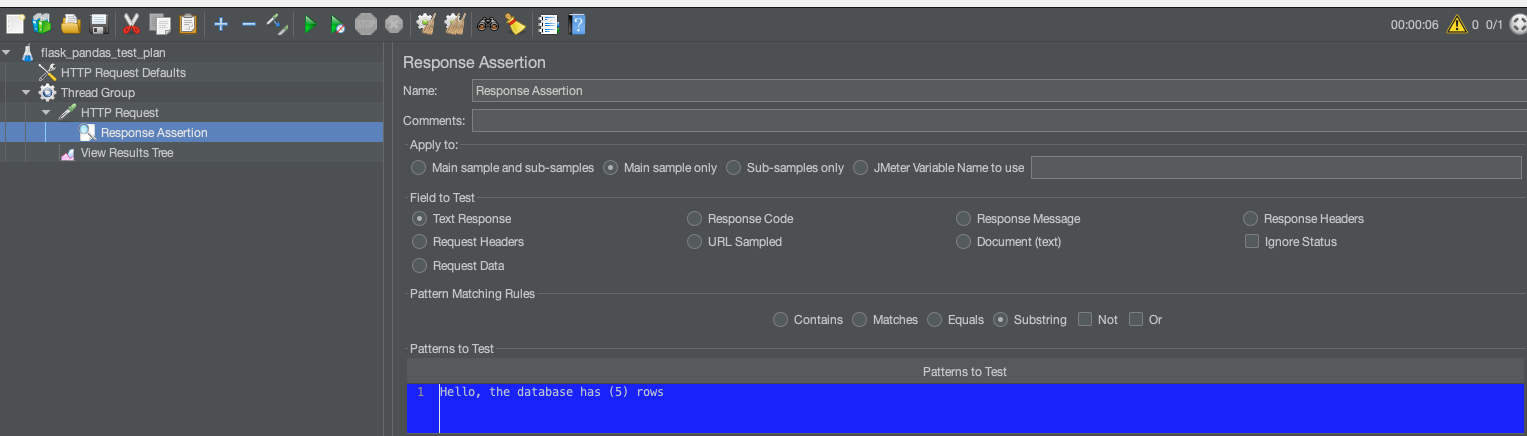 STOP
00:00:06 0 0/1
flask_pandas_test_plan
HTTP Request Defaults
Thread Group
HTTP Request
Response Assertion
View Results Tree
Response Assertion
Name: Response Assertion
Comments:
Apply to:
Main sample and sub-samples Main sample only Sub-samples only JMeter Variable Name to use
Field to Test
Text Response Response Code Response Message Response Headers
Request Headers URL Sampled Document (text) Ignore Status
Request Data
Pattern Matching Rules
Contains Matches Equals Substring Not Or
Patterns to Test
Patterns to Test
1 Hello, the database has (5) rows